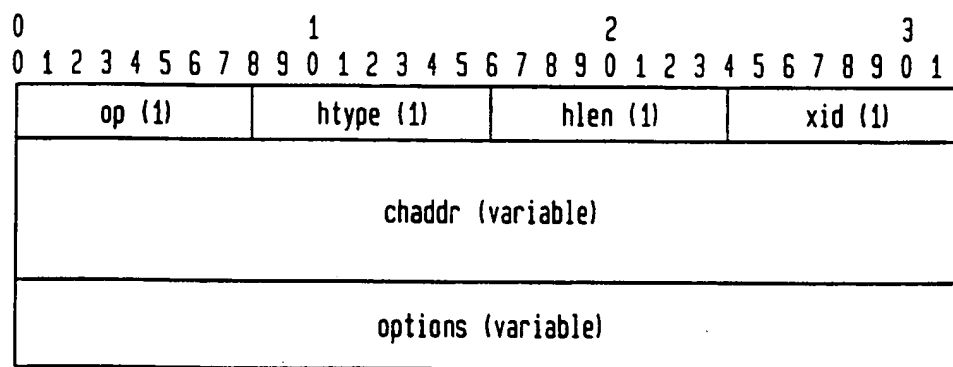 0 1 2 3
0 1 2 3 4 5 6 7 8 9 0 1 2 3 4 5 6 7 8 9 0 1 2 3 4 5 6 7 8 9 0 1
op (1) htype (1) hlen (1) xid (1)
chaddr (variable)
options (variable)